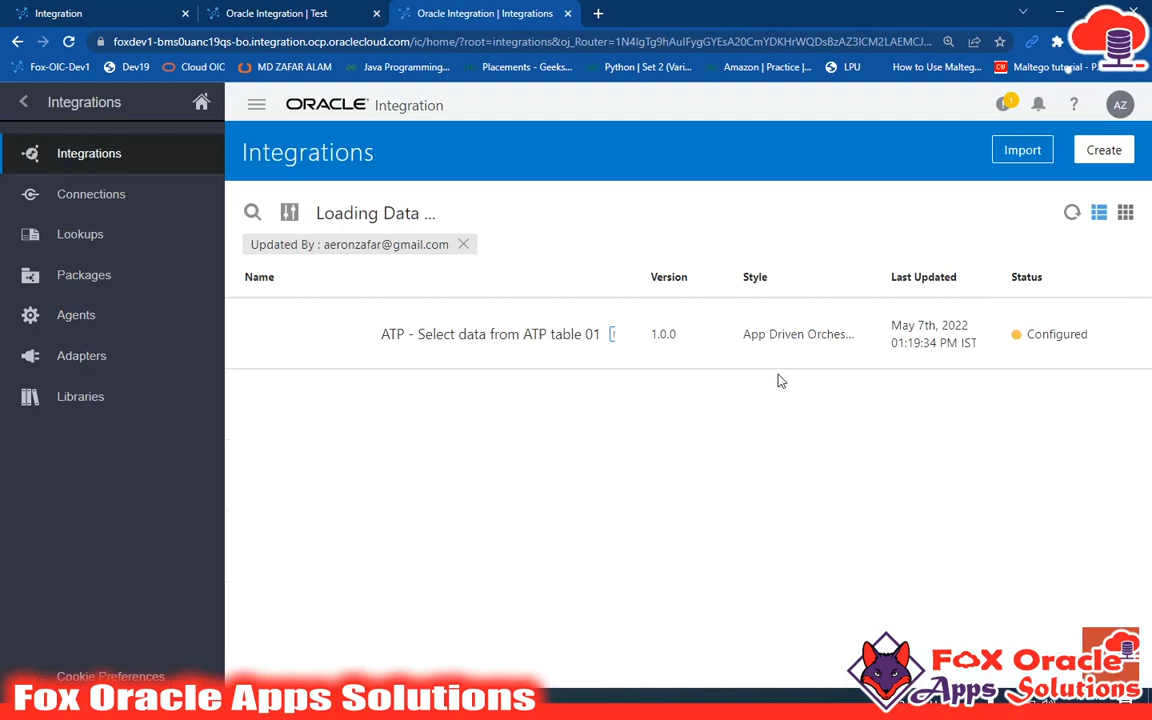 Integration
Oracle Integration | Test
Oracle Integration | Integrations
foxdev1-bms0uanc19qs-bo.integration.ocp.oraclecloud.com/ic/home/?root=integrations&oj_Router=1N4IgTg9hAuIFygGYEsA20CmYDHrWQDsBzAZ3ICM2LAEMCJ...
Fox-OIC-Dev1
Dev19
Cloud OIC
MD ZAFAR ALAM
Java Programming...
Placements - Geeks...
Python | Set 2 (Vari...
Amazon | Practice...
LPU
How to Use Malteg...
Integrations
ORACLE Integration
1
AZ
Integrations
Import
Create
Integrations
Connections
Lookups
Packages
Agents
Adapters
Libraries
Loading Data ...
Updated By : aeronzafar@gmail.com
Name
Version
Style
Last Updated
Status
ATP - Select data from ATP table 01
1.0.0
App Driven Orches...
May 7th, 2022
01:19:34 PM IST
Configured
Cookie Preferences
Fox Oracle Apps Solutions
FOX Oracle
Apps Solutions